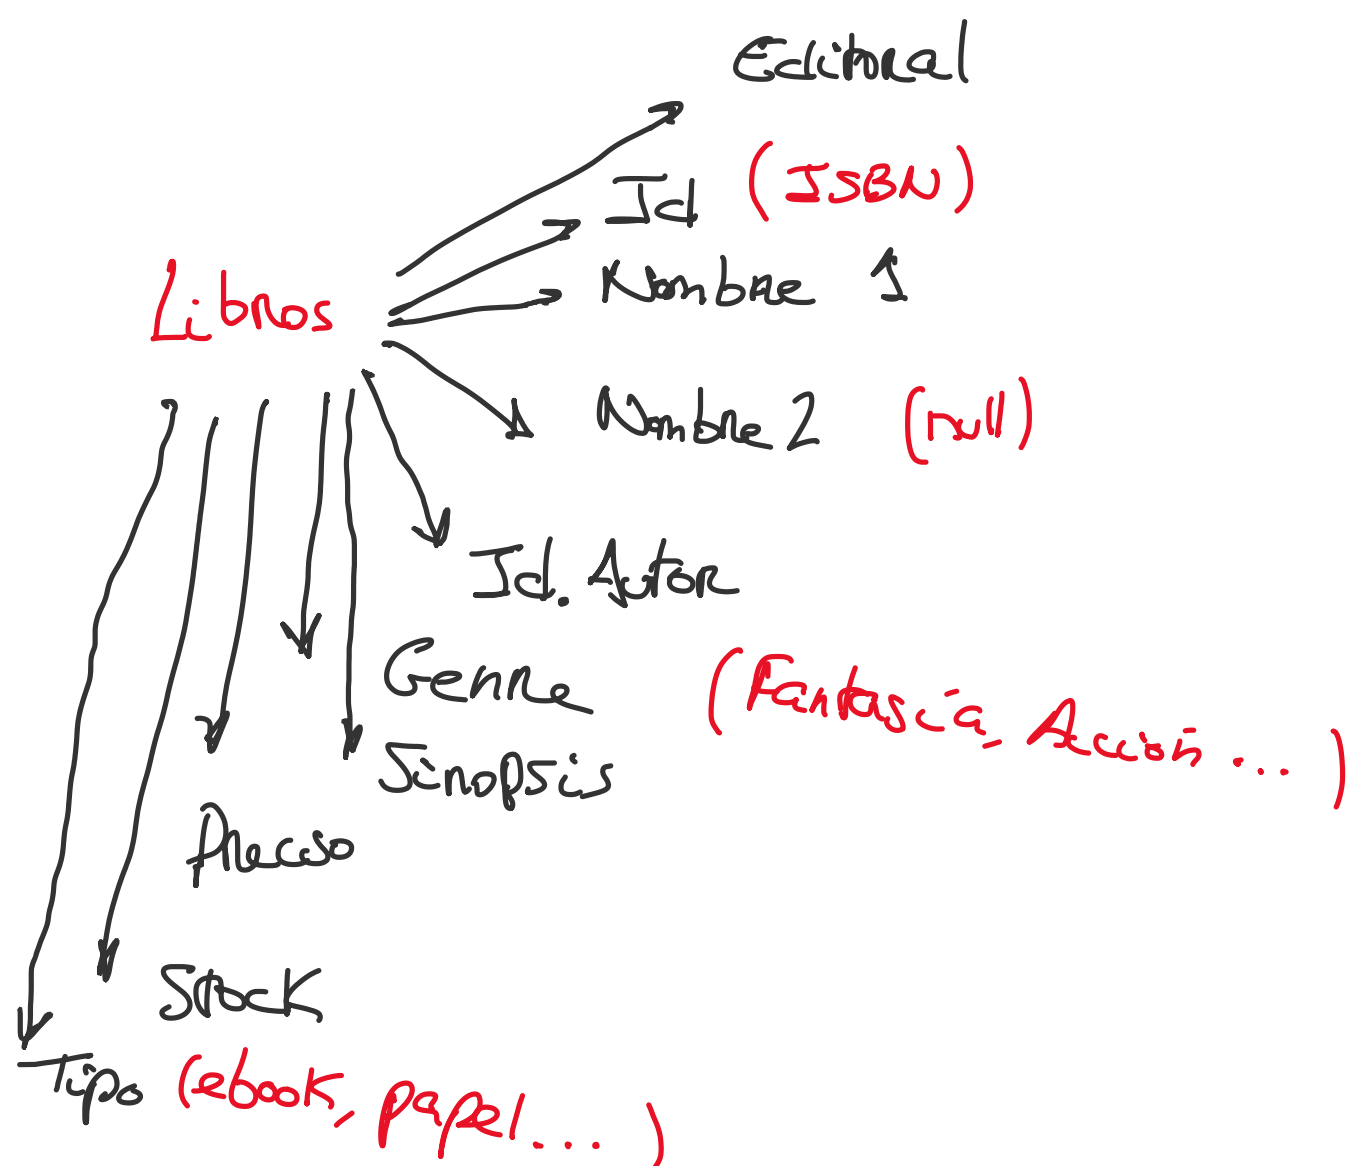 Editorial
Id (ISBN)
Libros
Nombre 1
Nombre 2 (null)
Id. Autor
Genre (Fantasía, Acción ...)
Sinopsis
Precio
Stock
Tipo (ebook, papel....)